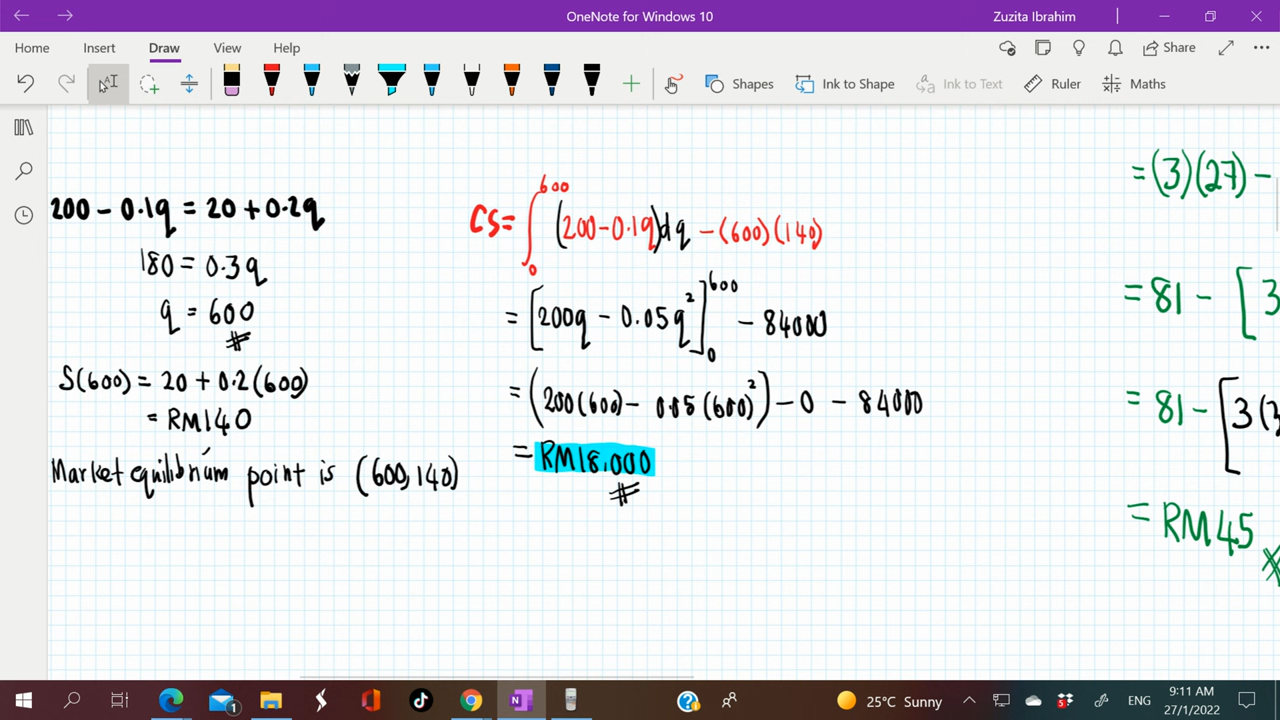 OneNote for Windows 10
Zuzita Ibrahim
Home Insert Draw View Help
Share
Shapes Ink to Shape Ink to Text Ruler Maths
200 - 0.1q = 20 + 0.2q
180 = 0.3q
q = 600
S(600) = 20 + 0.2(600)
= RM140
Market equilibrium point is (600, 140)
CS = ∫₀⁶⁰⁰ (200 - 0.1q)dq - (600)(140)
= [200q - 0.05q²]₀⁶⁰⁰ - 84000
= (200(600) - 0.05(600)²) - 0 - 84000
= RM18,000
= (3)(27) -
= 81 - [3
= 81 - [3(3
= RM45
25°C Sunny
ENG
9:11 AM
27/1/2022